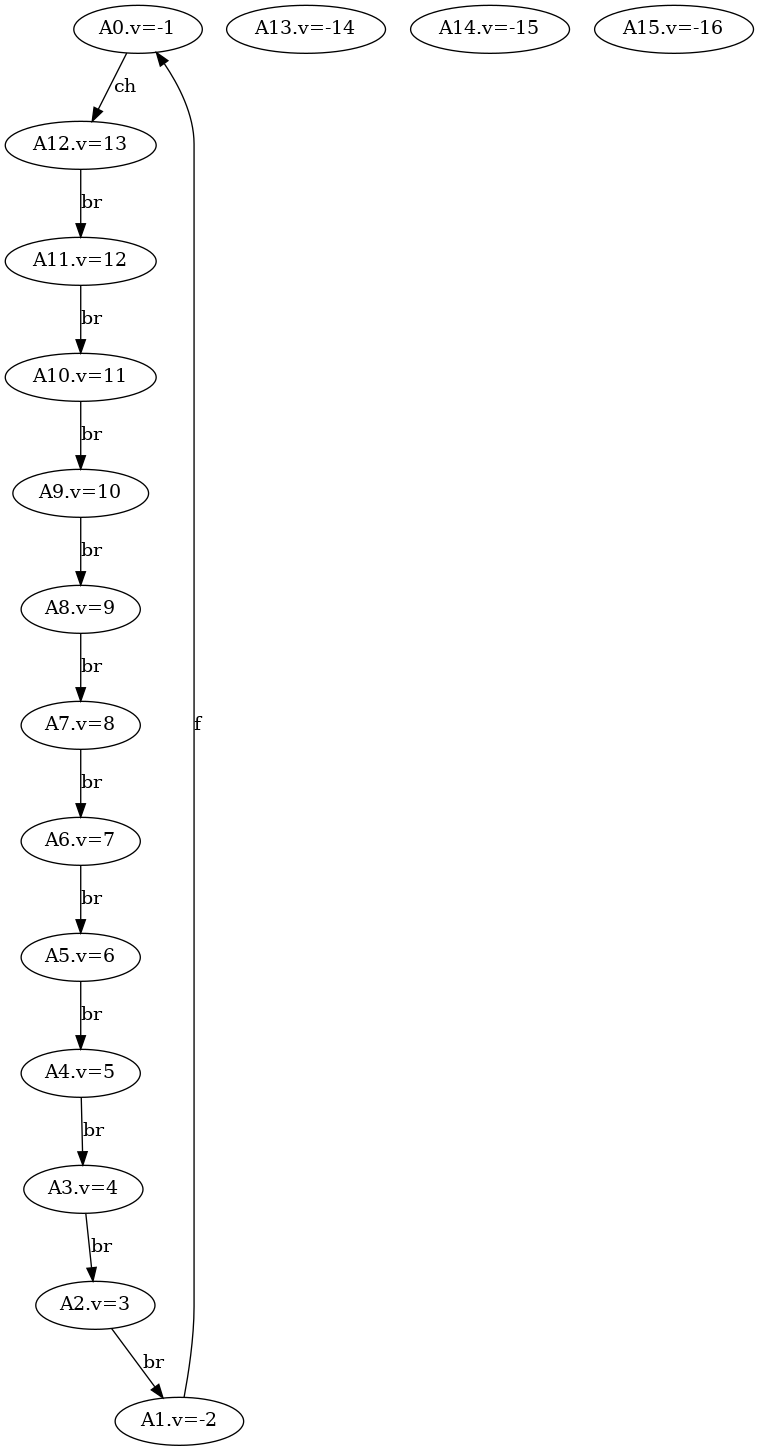 A0.v=-1 A13.v=-14 A14.v=-15 A15.v=-16
ch
A12.v=13
br
A11.v=12
br
A10.v=11
br
A9.v=10
br
A8.v=9
br
A7.v=8
f
br
A6.v=7
br
A5.v=6
br
A4.v=5
br
A3.v=4
br
A2.v=3
br
A1.v=-2